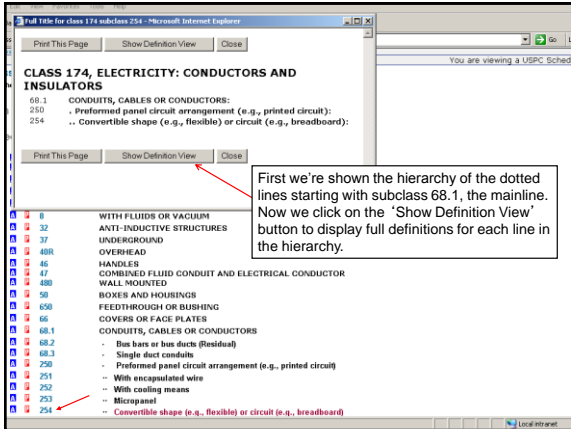 Edit View Favorites Tools Help
Full Title for class 174 subclass 254 - Microsoft Internet Explorer
Print This Page Show Definition View Close
Go
You are viewing a USPC Sched
CLASS 174, ELECTRICITY: CONDUCTORS AND
INSULATORS
68.1 CONDUITS, CABLES OR CONDUCTORS:
250 . Preformed panel circuit arrangement (e.g., printed circuit):
254 .. Convertible shape (e.g., flexible) or circuit (e.g., breadboard):
Print This Page Show Definition View Close
First we're shown the hierarchy of the dotted
lines starting with subclass 68.1, the mainline.
Now we click on the ‘Show Definition View’
button to display full definitions for each line in
the hierarchy.
A 8 WITH FLUIDS OR VACUUM
A 32 ANTI-INDUCTIVE STRUCTURES
A 37 UNDERGROUND
A 40R OVERHEAD
A 46 HANDLES
A 47 COMBINED FLUID CONDUIT AND ELECTRICAL CONDUCTOR
A 480 WALL MOUNTED
A 50 BOXES AND HOUSINGS
A 650 FEEDTHROUGH OR BUSHING
A 66 COVERS OR FACE PLATES
A 68.1 CONDUITS, CABLES OR CONDUCTORS
A 68.2 - Bus bars or bus ducts (Residual)
A 68.3 - Single duct conduits
A 250 - Preformed panel circuit arrangement (e.g., printed circuit)
A 251 -- With encapsulated wire
A 252 -- With cooling means
A 253 -- Micropanel
A 254 -- Convertible shape (e.g., flexible) or circuit (e.g., breadboard)
Local intranet